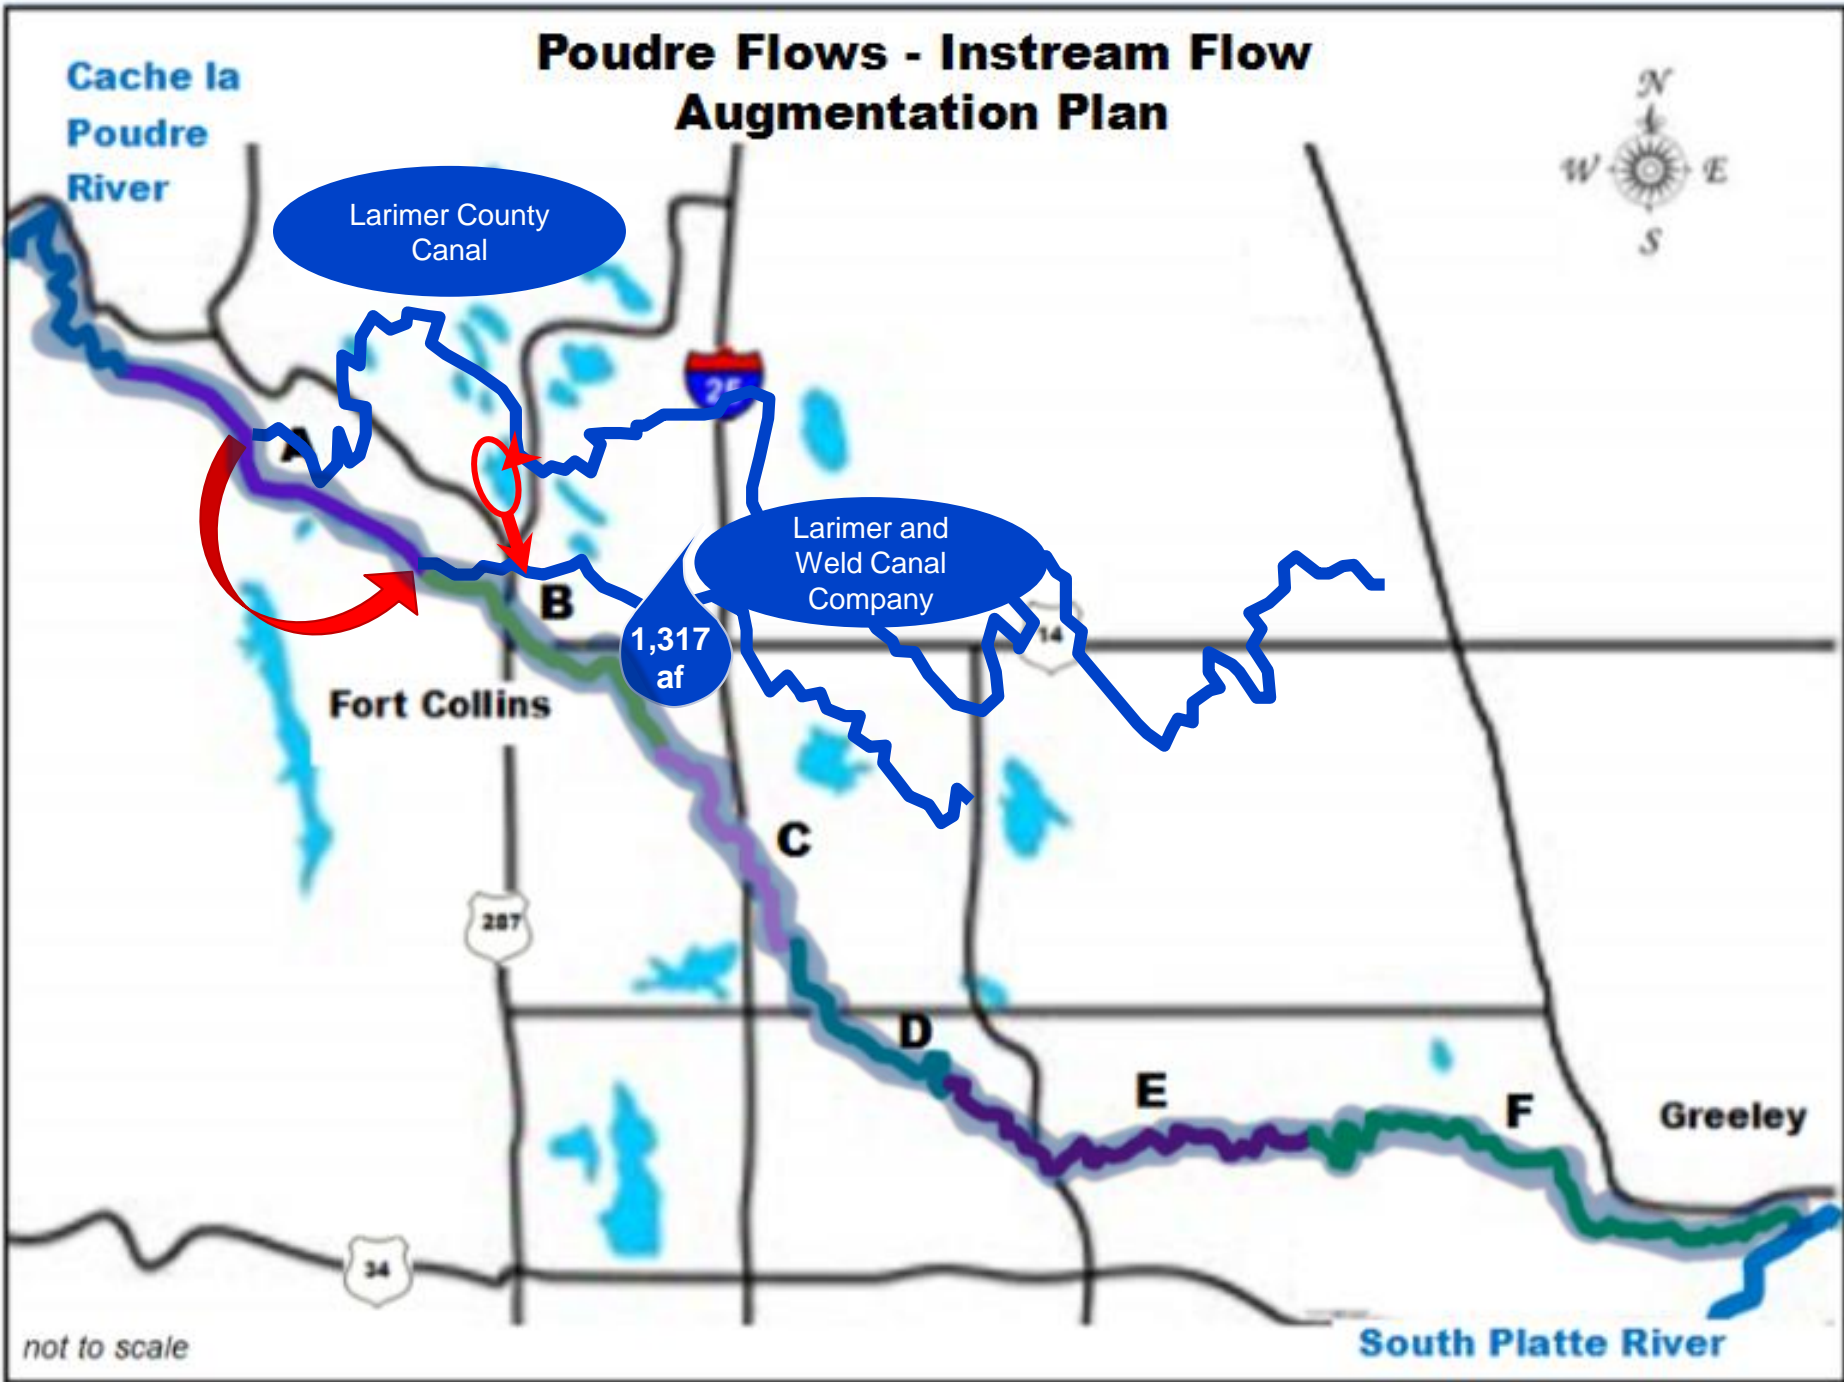 Poudre Flows - Instream Flow
Augmentation Plan
Cache la
Poudre
River
N
W
E
S
Larimer County
Canal
25
A
Larimer and
Weld Canal
Company
B
1,317
af
14
Fort Collins
C
287
D
E
F
Greeley
34
not to scale
South Platte River